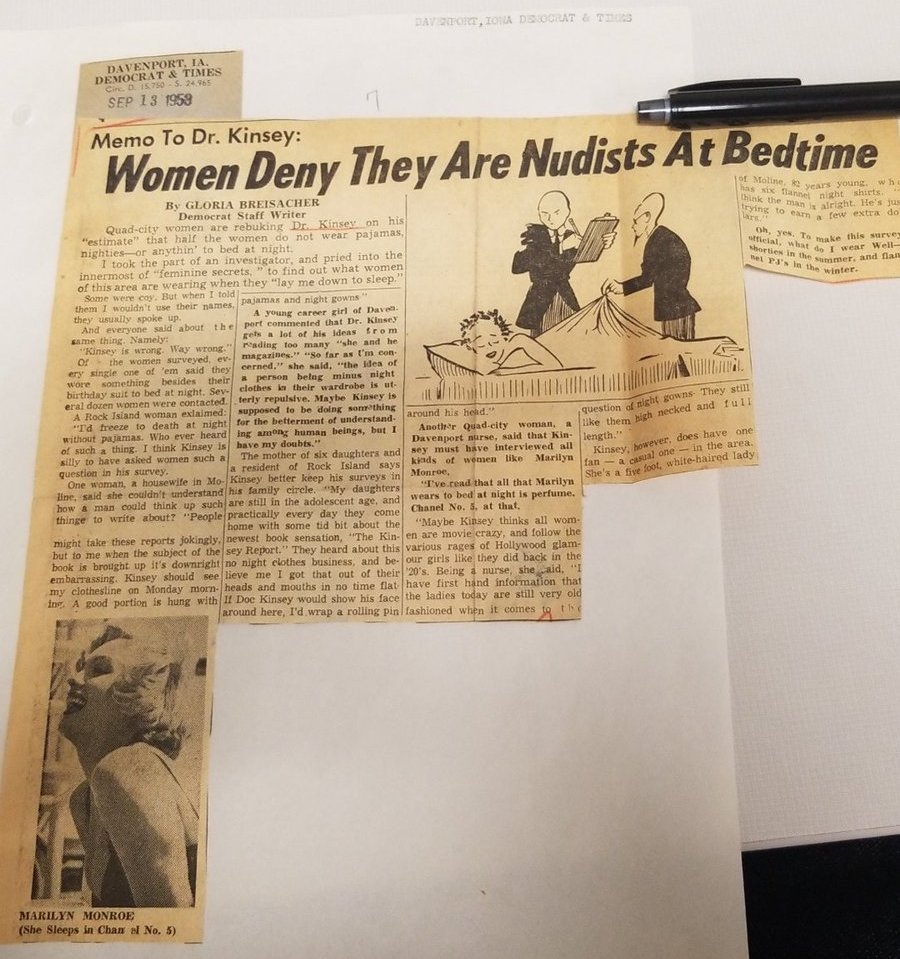 DAVENPORT, IOWA DEMOCRAT & TIMES
DAVENPORT, IA.
DEMOCRAT & TIMES
Circ. D. 15,750 - S. 24,965
SEP 13 1953
7
Memo To Dr. Kinsey:
Women Deny They Are Nudists At Bedtime
By GLORIA BREISACHER
Democrat Staff Writer
Quad-city women are rebuking Dr. Kinsey on his
"estimate" that half the women do not wear pajamas,
nighties—or anythin' to bed at night.
I took the part of an investigator, and pried into the
innermost of "feminine secrets, " to find out what women
of this area are wearing when they "lay me down to sleep."
Some were coy. But when I told
them I wouldn't use their names,
they usually spoke up.
And everyone said about the
same thing. Namely:
"Kinsey is wrong. Way wrong."
Of the women surveyed, ev-
ery single one of 'em said they
wore something besides their
birthday suit to bed at night. Sev-
eral dozen women were contacted.
A Rock Island woman exlaimed:
"I'd freeze to death at night
without pajamas. Who ever heard
of such a thing. I think Kinsey is
silly to have asked women such a
question in his survey.
One woman, a housewife in Mo-
line, said she couldn't understand
how a man could think up such
things to write about? "People
might take these reports jokingly,
but to me when the subject of the
book is brought up it's downright
embarrassing. Kinsey should see
my clothesline on Monday morn-
ing. A good portion is hung with
pajamas and night gowns"
A young career girl of Daven-
port commented that Dr. Kinsey
gets a lot of his ideas from
reading too many "she and he
magazines." "So far as I'm con-
cerned," she said, "the idea of
a person being minus night
clothes in their wardrobe is ut-
terly repulsive. Maybe Kinsey is
supposed to be doing something
for the betterment of understand-
ing among human beings, but I
have my doubts."
The mother of six daughters and
a resident of Rock Island says
Kinsey better keep his surveys in
his family circle. "My daughters
are still in the adolescent age, and
practically every day they come
home with some tid bit about the
newest book sensation, "The Kin-
sey Report." They heard about this
no night clothes business, and be-
lieve me I got that out of their
heads and mouths in no time flat-
If Doc Kinsey would show his face
around here, I'd wrap a rolling pin
around his head."
Another Quad-city woman, a
Davenport nurse, said that Kin-
sey must have interviewed all
kinds of women like Marilyn
Monroe,
"I've read that all that Marilyn
wears to bed at night is perfume.
Chanel No. 5, at that,
"Maybe Kinsey thinks all wom-
en are movie crazy, and follow the
various rages of Hollywood glam-
our girls like they did back in the
'20's. Being a nurse, she said, "I
have first hand information that
the ladies today are still very old
fashioned when it comes to the
question of night gowns. They still
like them high necked and full
length."
Kinsey, however, does have one
fan — a casual one — in the area.
She's a five foot, white-haired lady
of Moline, 82 years young, who
has six flannel night shirts. "I
think the man is alright. He's just
trying to earn a few extra dol
lars."
Oh, yes. To make this survey
official, what do I wear Well—
shorties in the summer, and flan
nel PJ's in the winter.
MARILYN MONROE
(She Sleeps in Chan el No. 5)